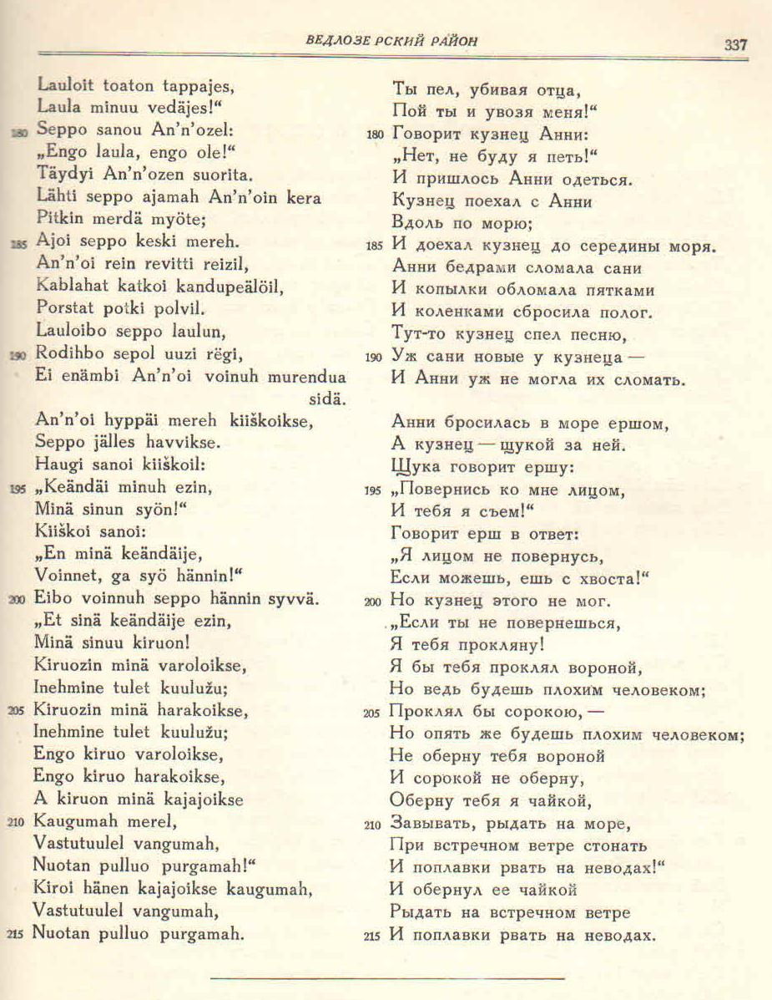 ВЕДЛОЗЕРСКИЙ РАЙОН
337
Lauloit toaton tappajes,
Laula minuu vedäjes!“
180 Seppo sanou An’n’ozel:
„Engo laula, engo ole!“
Täydyi An’n’ozen suorita.
Lähti seppo ajamah An’n’oin kera
Pitkin merdä myöte;
185 Ajoi seppo keski mereh.
An’n’oi rein revitti reizil,
Kablahat katkoi kandupeälöil,
Porstat potki polvil.
Lauloibo seppo laulun,
190 Rodihbo sepol uuzi rëgi,
Ei enämbi An’n’oi voinuh murendua
sidä.
An’n’oi hyppäi mereh kiiškoikse,
Seppo jälles havvikse.
Haugi sanoi kiiškoil:
195 „Keändäi minuh ezin,
Minä sinun syön!“
Kiiškoi sanoi:
„En minä keändäije,
Voinnet, ga syö hännin!“
200 Eibo voinnuh seppo hännin syvvä.
„Et sinä keändäije ezin,
Minä sinuu kiruon!
Kiruozin minä varoloikse,
Inehmine tulet kuulužu;
205 Kiruozin minä harakoikse,
Inehmine tulet kuulužu;
Engo kiruo varoloikse,
Engo kiruo harakoikse,
A kiruon minä kajajoikse
210 Kaugumah merel,
Vastutuulel vangumah,
Nuotan pulluo purgamah!“
Kiroi hänen kajajoikse kaugumah,
Vastutuulel vangumah,
215 Nuotan pulluo purgamah.
Ты пел, убивая отца,
Пой ты и увозя меня!“
180 Говорит кузнец Анни:
„Нет, не буду я петь!“
И пришлось Анни одеться.
Кузнец поехал с Анни
Вдоль по морю;
185 И доехал кузнец до середины моря.
Анни бедрами сломала сани
И копылки обломала пятками
И коленками сбросила полог.
Тут-то кузнец спел песню,
190 Уж сани новые у кузнеца —
И Анни уж не могла их сломать.
Анни бросилась в море ершом,
А кузнец — щукой за ней.
Щука говорит ершу:
195 „Повернись ко мне лицом,
И тебя я съем!“
Говорит ерш в ответ:
„Я лицом не повернусь,
Если можешь, ешь с хвоста!“
200 Но кузнец этого не мог.
„Если ты не повернешься,
Я тебя прокляну!
Я бы тебя проклял вороной,
Но ведь будешь плохим человеком;
205 Проклял бы сорокою, —
Но опять же будешь плохим человеком;
Не оберну тебя вороной
И сорокой не оберну,
Оберну тебя я чайкой,
210 Завывать, рыдать на море,
При встречном ветре стонать
И поплавки рвать на неводах!“
И обернул ее чайкой
Рыдать на встречном ветре
215 И поплавки рвать на неводах.